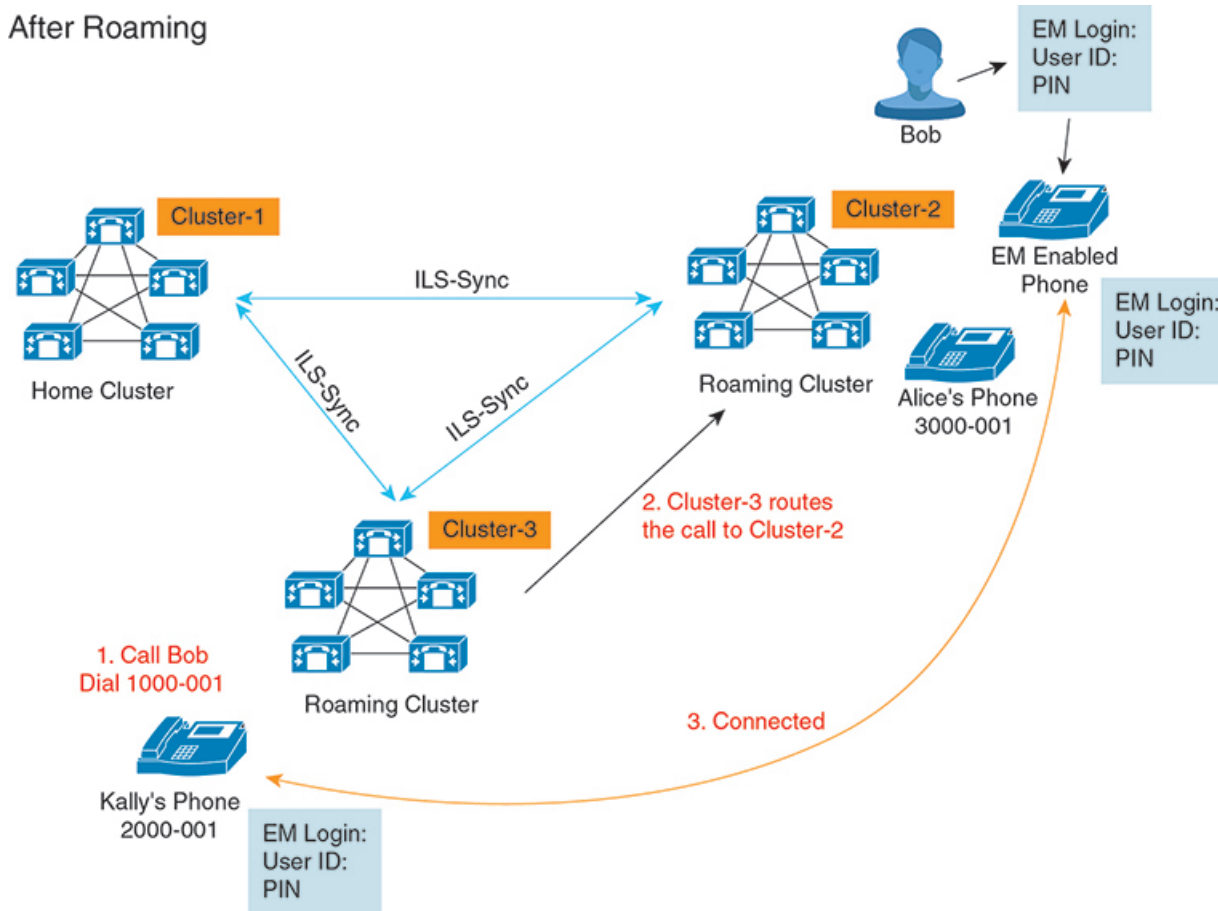 After Roaming
EM Login:
User ID:
PIN
Bob
Cluster-1
Cluster-2
EM Enabled
Phone
ILS-Sync
EM Login:
User ID:
PIN
Home Cluster
Roaming Cluster
Alice's Phone
3000-001
ILS-Sync
ILS-Sync
Cluster-3
2. Cluster-3 routes
the call to Cluster-2
1. Call Bob
Dial 1000-001
Roaming Cluster
3. Connected
Kally's Phone
2000-001
EM Login:
User ID:
PIN